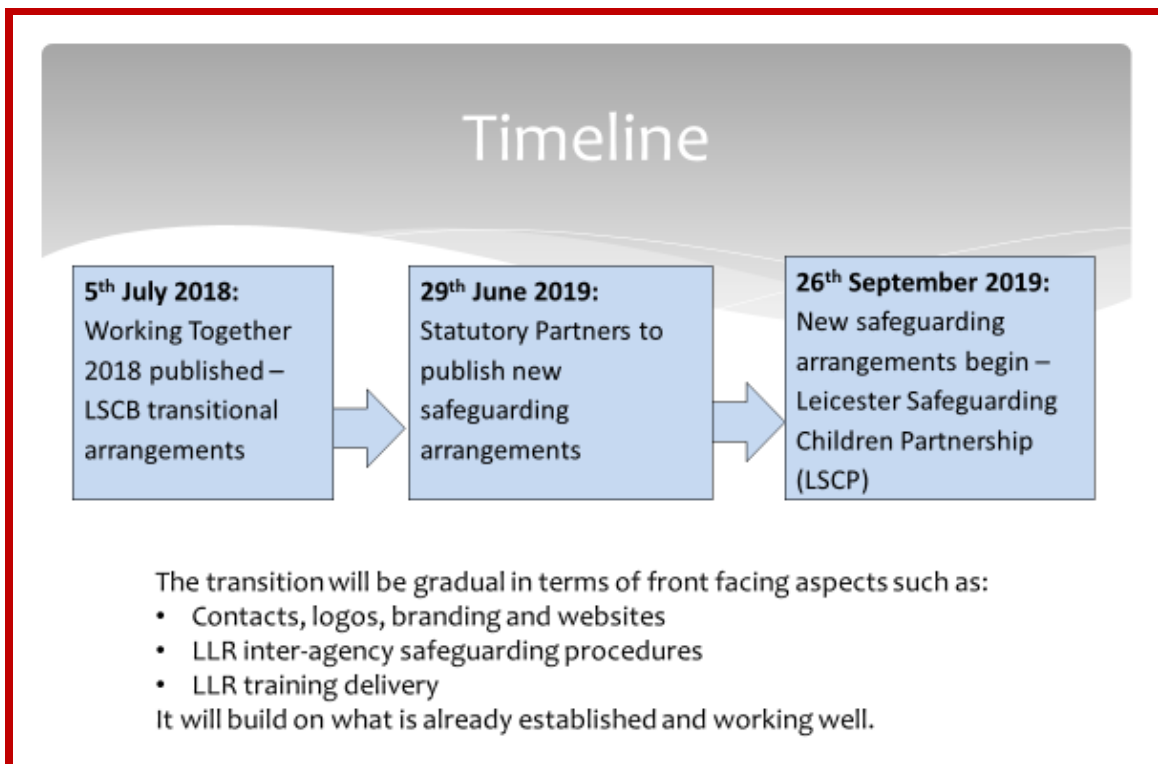 Timeline
5th July 2018:
Working Together
2018 published –
LSCB transitional
arrangements
29th June 2019:
Statutory Partners to
publish new
safeguarding
arrangements
26th September 2019:
New safeguarding
arrangements begin –
Leicester Safeguarding
Children Partnership
(LSCP)
The transition will be gradual in terms of front facing aspects such as:
• Contacts, logos, branding and websites
• LLR inter-agency safeguarding procedures
• LLR training delivery
It will build on what is already established and working well.